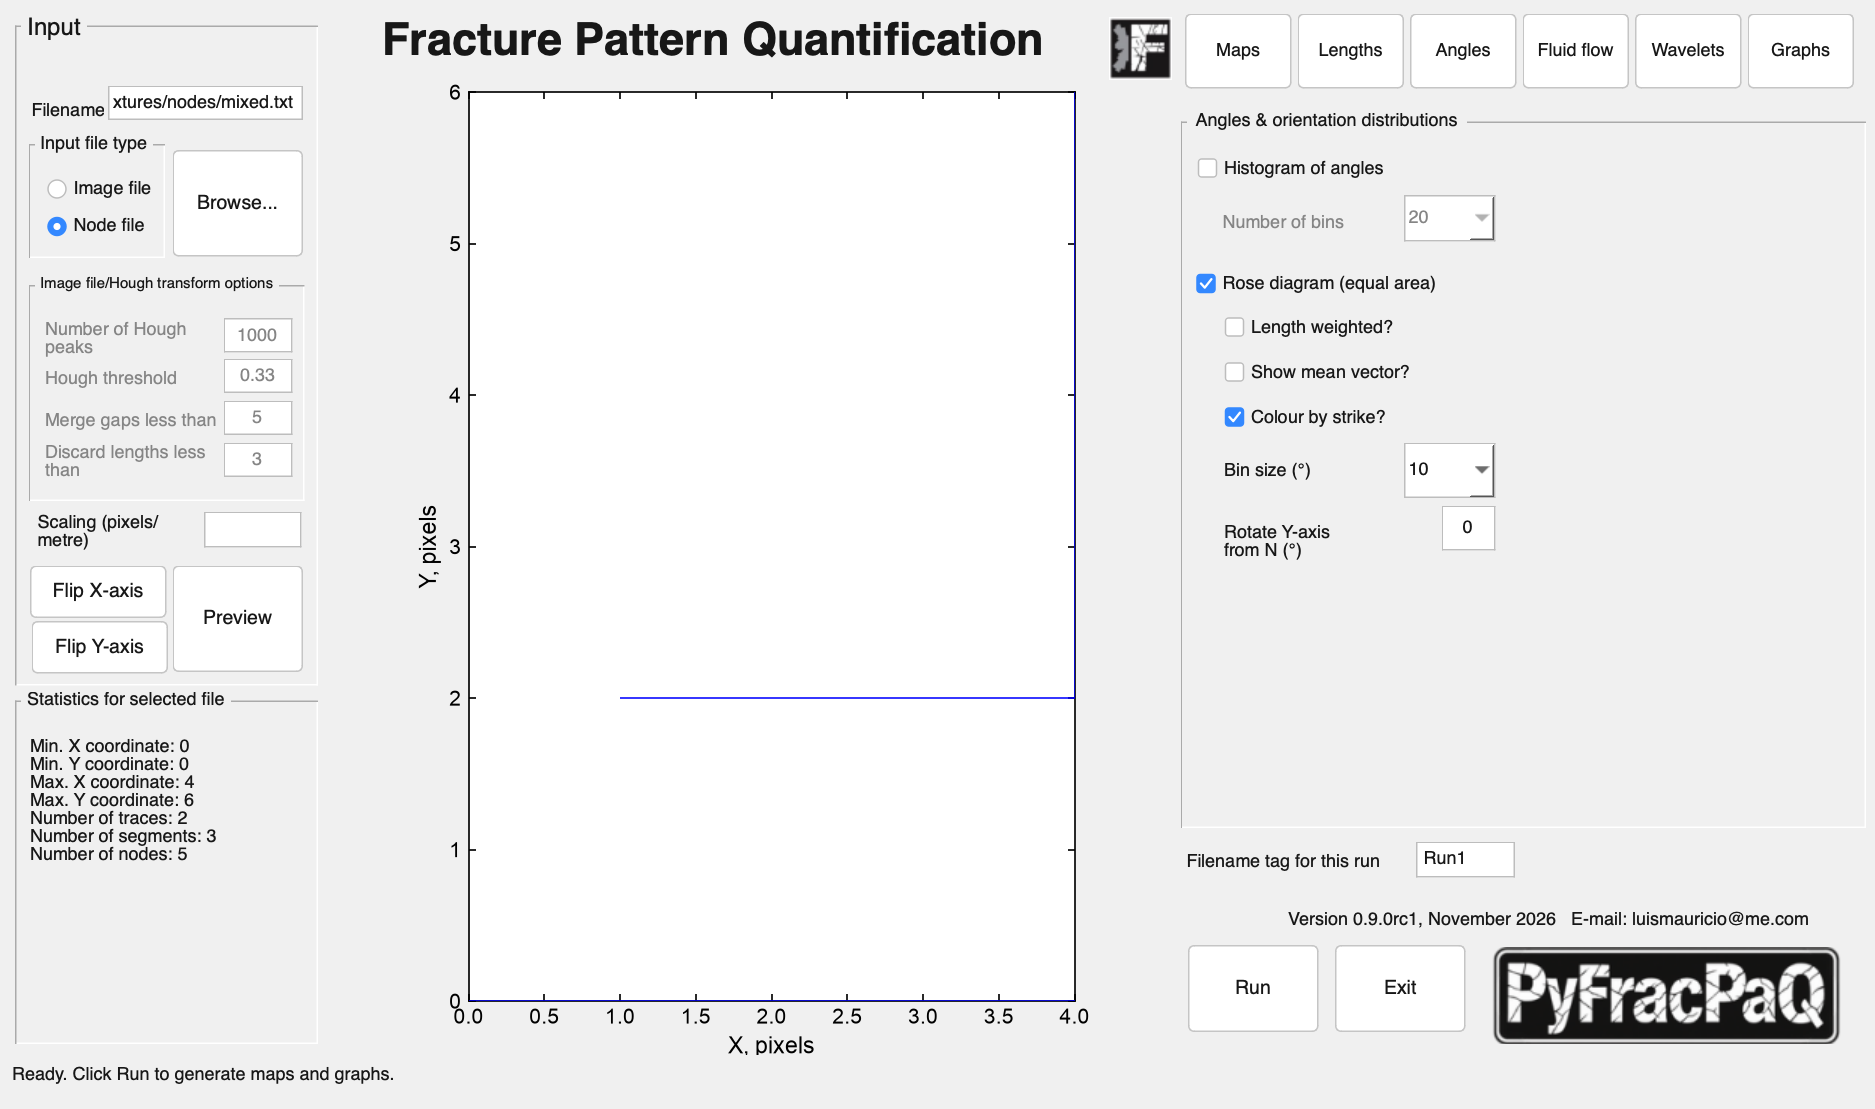 Input
Filename
xtures/nodes/mixed.txt
Input file type
Image file
Node file
Browse...
Image file/Hough transform options
Number of Hough
peaks
1000
Hough threshold
0.33
Merge gaps less than
5
Discard lengths less
than
3
Scaling (pixels/
metre)
Flip X-axis
Flip Y-axis
Preview
Statistics for selected file
Min. X coordinate: 0
Min. Y coordinate: 0
Max. X coordinate: 4
Max. Y coordinate: 6
Number of traces: 2
Number of segments: 3
Number of nodes: 5
Ready. Click Run to generate maps and graphs.
Fracture Pattern Quantification
6
5
4
3
2
1
0
Y, pixels
0.0 0.5 1.0 1.5 2.0 2.5 3.0 3.5 4.0
X, pixels
F
Maps
Lengths
Angles
Fluid flow
Wavelets
Graphs
Angles & orientation distributions
Histogram of angles
Number of bins
20
Rose diagram (equal area)
Length weighted?
Show mean vector?
Colour by strike?
Bin size (°)
10
Rotate Y-axis
from N (°)
0
Filename tag for this run
Run1
Version 0.9.0rc1, November 2026 E-mail: luismauricio@me.com
Run
Exit
PyFracPaQ